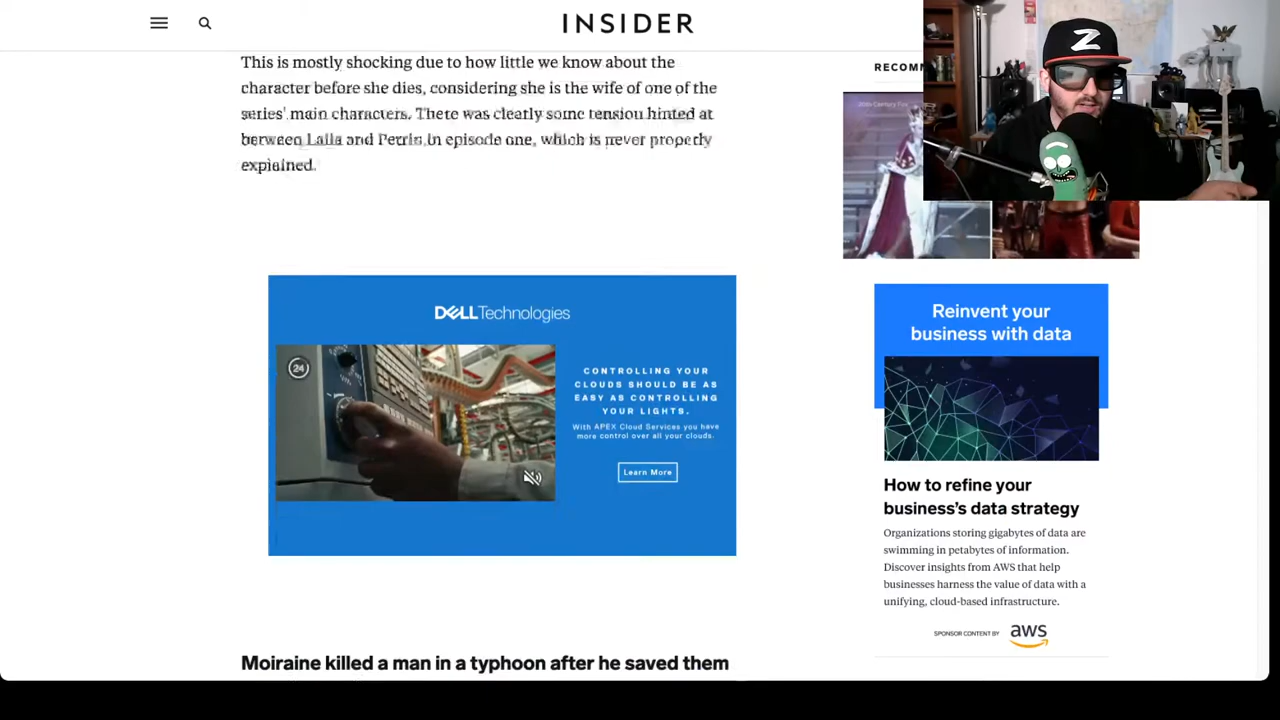 INSIDER
This is mostly shocking due to how little we know about the
character before she dies, considering she is the wife of one of the
series' main characters. There was clearly some tension hinted at
between Laila and Perrin in episode one, which is never properly
explained.
RECOMM
20th Century Fox
Z
DELLTechnologies
24
CONTROLLING YOUR
CLOUDS SHOULD BE AS
EASY AS CONTROLLING
YOUR LIGHTS.
With APEX Cloud Services you have
more control over all your clouds.
Learn More
Reinvent your
business with data
How to refine your
business's data strategy
Organizations storing gigabytes of data are
swimming in petabytes of information.
Discover insights from AWS that help
businesses harness the value of data with a
unifying, cloud-based infrastructure.
SPONSOR CONTENT BY aws
Moiraine killed a man in a typhoon after he saved them